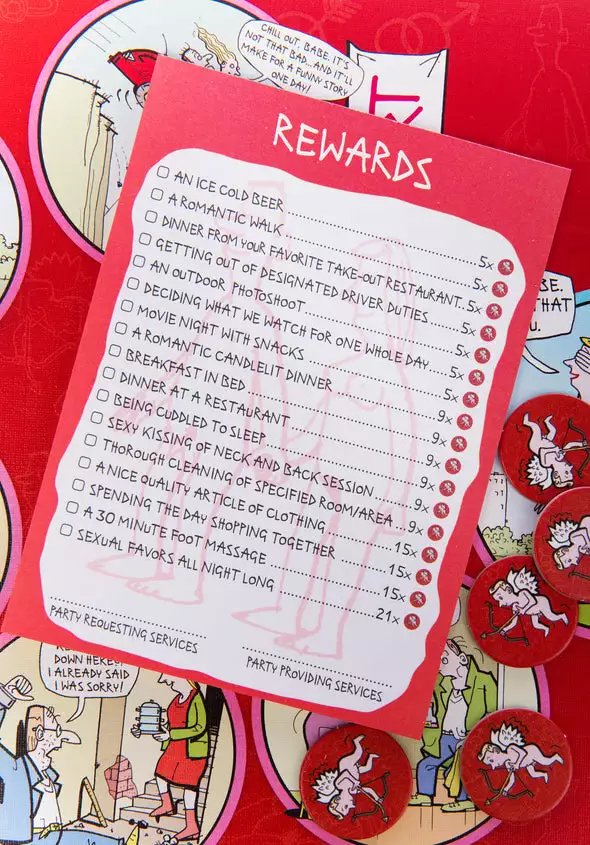 CHILL OUT, BABE. IT'S
NOT THAT BAD...AND IT'LL
MAKE FOR A FUNNY STORY
ONE DAY!
REWARDS
AN ICE COLD BEER 5x
A ROMANTIC WALK 5x
DINNER FROM YOUR FAVORITE TAKE-OUT RESTAURANT 5x
GETTING OUT OF DESIGNATED DRIVER DUTIES 5x
AN OUTDOOR PHOTOSHOOT 5x
DECIDING WHAT WE WATCH FOR ONE WHOLE DAY 5x
MOVIE NIGHT WITH SNACKS 5x
A ROMANTIC CANDLELIT DINNER 9x
BREAKFAST IN BED 9x
DINNER AT A RESTAURANT 9x
BEING CUDDLED TO SLEEP 9x
SEXY KISSING OF NECK AND BACK SESSION 9x
THOROUGH CLEANING OF SPECIFIED ROOM/AREA 9x
A NICE QUALITY ARTICLE OF CLOTHING 15x
SPENDING THE DAY SHOPPING TOGETHER 15x
A 30 MINUTE FOOT MASSAGE 15x
SEXUAL FAVORS ALL NIGHT LONG 21x
PARTY REQUESTING SERVICES
PARTY PROVIDING SERVICES
BE.
THAT
U.
DOWN HERE?!
I ALREADY SAID
I WAS SORRY!